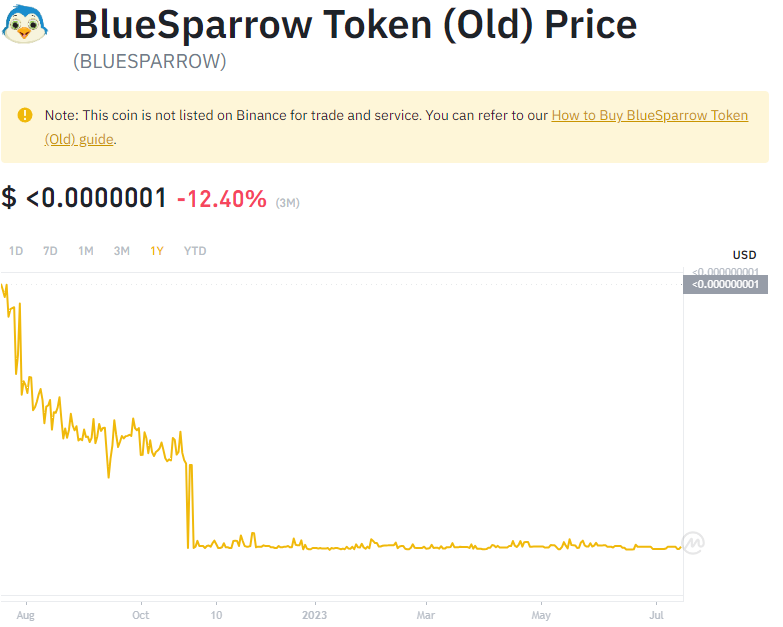 BlueSparrow Token (Old) Price
(BLUESPARROW)
Note: This coin is not listed on Binance for trade and service. You can refer to our How to Buy BlueSparrow Token
(Old) guide.
$ <0.0000001 -12.40% (3M)
1D 7D 1M 3M 1Y YTD
USD
<0.000000001
<0.000000001
Aug Oct 10 2023 Mar May Jul